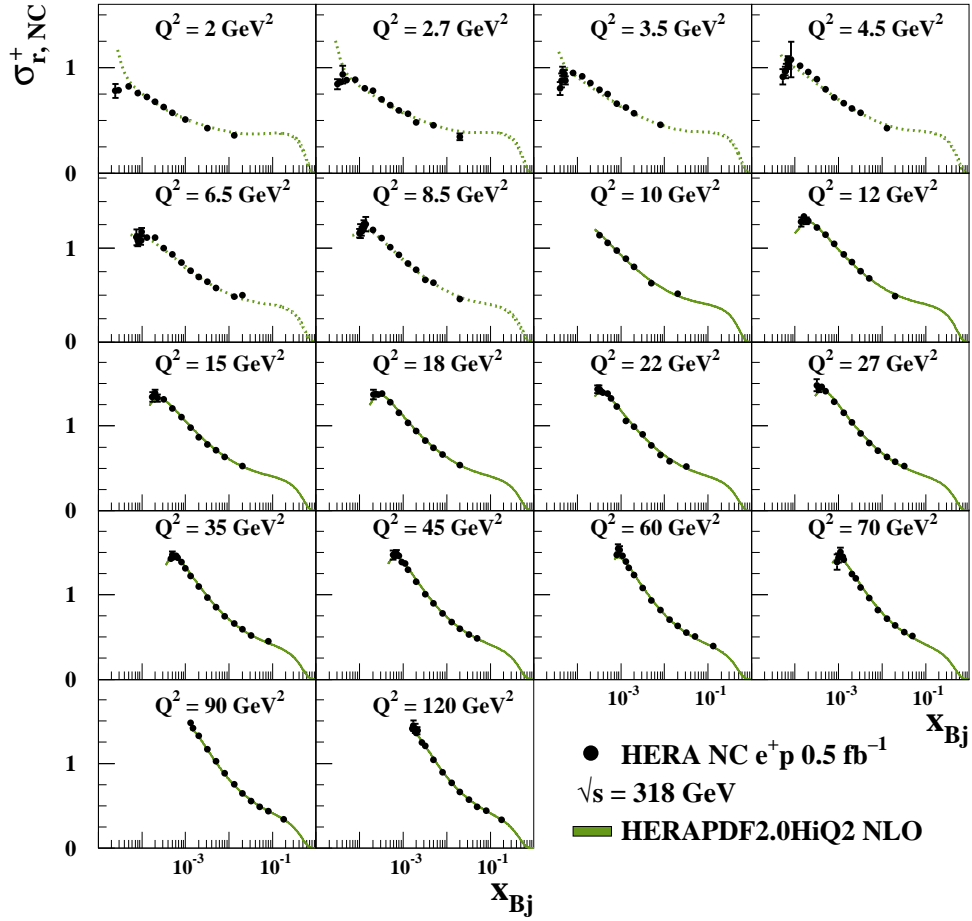 σ⁺r, NC
Q² = 2 GeV²
Q² = 2.7 GeV²
Q² = 3.5 GeV²
Q² = 4.5 GeV²
1
0
Q² = 6.5 GeV²
Q² = 8.5 GeV²
Q² = 10 GeV²
Q² = 12 GeV²
1
0
Q² = 15 GeV²
Q² = 18 GeV²
Q² = 22 GeV²
Q² = 27 GeV²
1
0
Q² = 35 GeV²
Q² = 45 GeV²
Q² = 60 GeV²
Q² = 70 GeV²
1
0
10⁻³ 10⁻¹ 10⁻³ 10⁻¹
xBj
Q² = 90 GeV²
Q² = 120 GeV²
1
0
10⁻³ 10⁻¹ 10⁻³ 10⁻¹
xBj
HERA NC e⁺p 0.5 fb⁻¹
√s = 318 GeV
HERAPDF2.0HiQ2 NLO